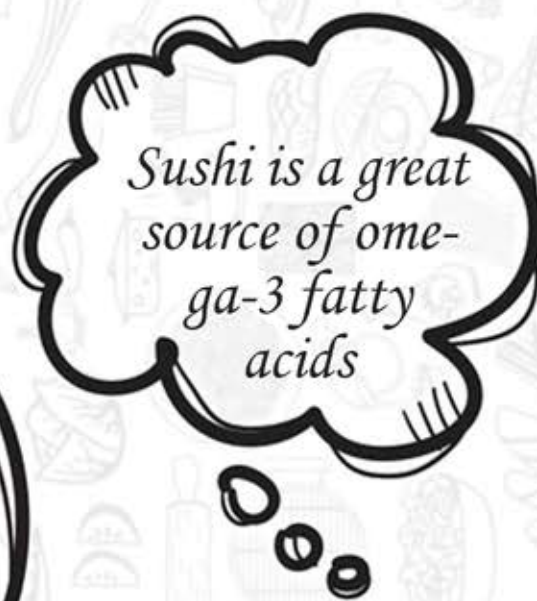 Sushi is a great
source of ome-
ga-3 fatty
acids